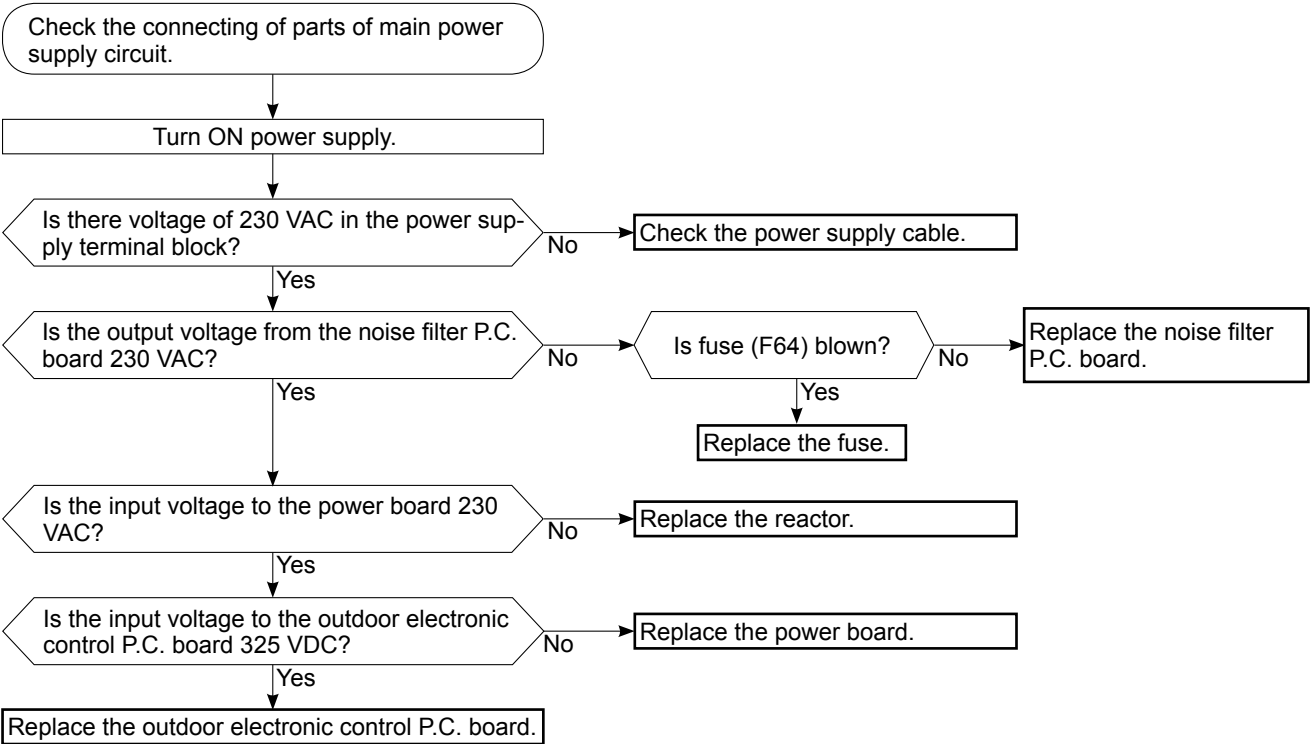 Check the connecting of parts of main power
supply circuit.
Turn ON power supply.
Is there voltage of 230 VAC in the power sup-
ply terminal block?
No
Check the power supply cable.
Yes
Is the output voltage from the noise filter P.C.
board 230 VAC?
No
Is fuse (F64) blown?
No
Replace the noise filter
P.C. board.
Yes
Yes
Replace the fuse.
Is the input voltage to the power board 230
VAC?
No
Replace the reactor.
Yes
Is the input voltage to the outdoor electronic
control P.C. board 325 VDC?
No
Replace the power board.
Yes
Replace the outdoor electronic control P.C. board.